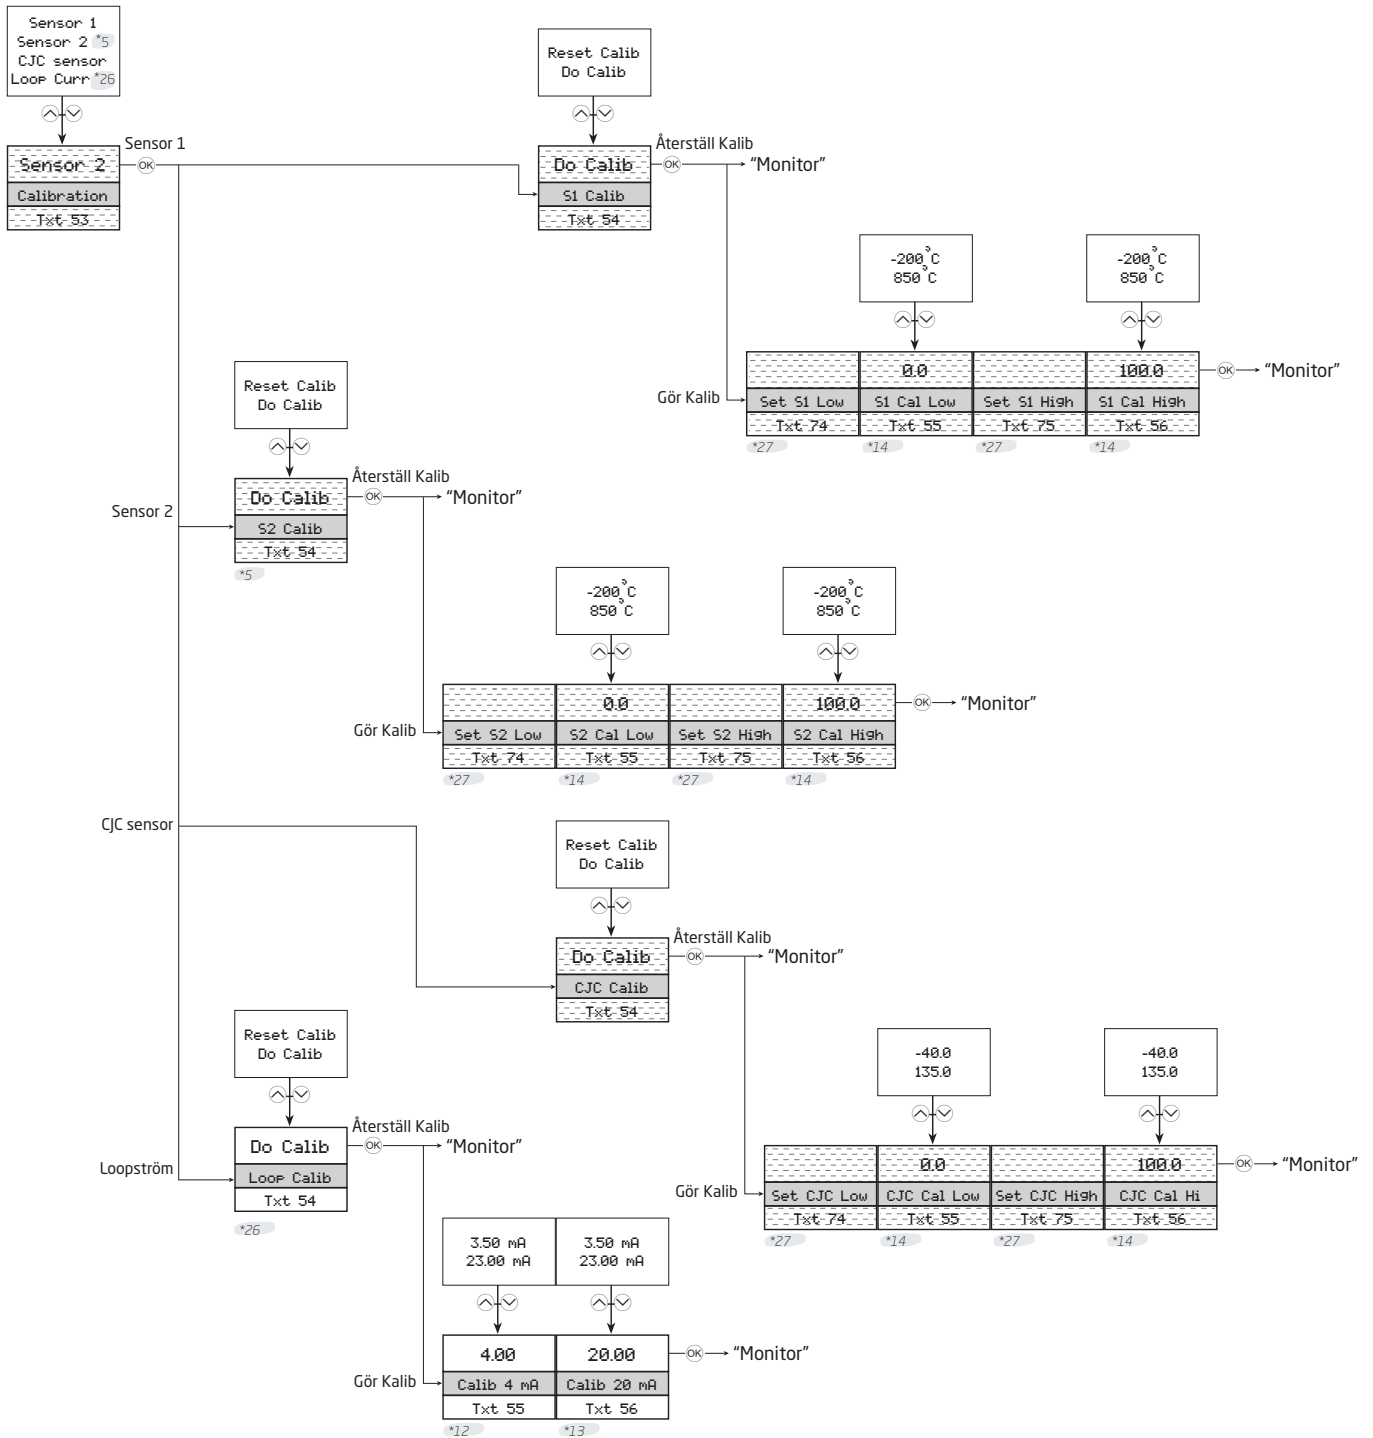 Sensor 1
Sensor 2 *5
CJC sensor
Loop Curr *26
Sensor 2
Calibration
Txt 53
OK
Sensor 1
Reset Calib
Do Calib
Do Calib
S1 Calib
Txt 54
Återställ Kalib
OK
"Monitor"
-200°C
850°C
-200°C
850°C
Gör Kalib
0.0
100.0
Set S1 Low
S1 Cal Low
Set S1 High
S1 Cal High
Txt 74
Txt 55
Txt 75
Txt 56
*27
*14
*27
*14
OK
"Monitor"
Sensor 2
Reset Calib
Do Calib
Do Calib
S2 Calib
Txt 54
*5
Återställ Kalib
OK
"Monitor"
-200°C
850°C
-200°C
850°C
Gör Kalib
0.0
100.0
Set S2 Low
S2 Cal Low
Set S2 High
S2 Cal High
Txt 74
Txt 55
Txt 75
Txt 56
*27
*14
*27
*14
OK
"Monitor"
CJC sensor
Reset Calib
Do Calib
Do Calib
CJC Calib
Txt 54
Återställ Kalib
OK
"Monitor"
-40.0
135.0
-40.0
135.0
Gör Kalib
0.0
100.0
Set CJC Low
CJC Cal Low
Set CJC High
CJC Cal Hi
Txt 74
Txt 55
Txt 75
Txt 56
*27
*14
*27
*14
OK
"Monitor"
Loopström
Reset Calib
Do Calib
Do Calib
Loop Calib
Txt 54
*26
Återställ Kalib
OK
"Monitor"
3.50 mA
23.00 mA
3.50 mA
23.00 mA
Gör Kalib
4.00
20.00
Calib 4 mA
Calib 20 mA
Txt 55
Txt 56
*12
*13
OK
"Monitor"